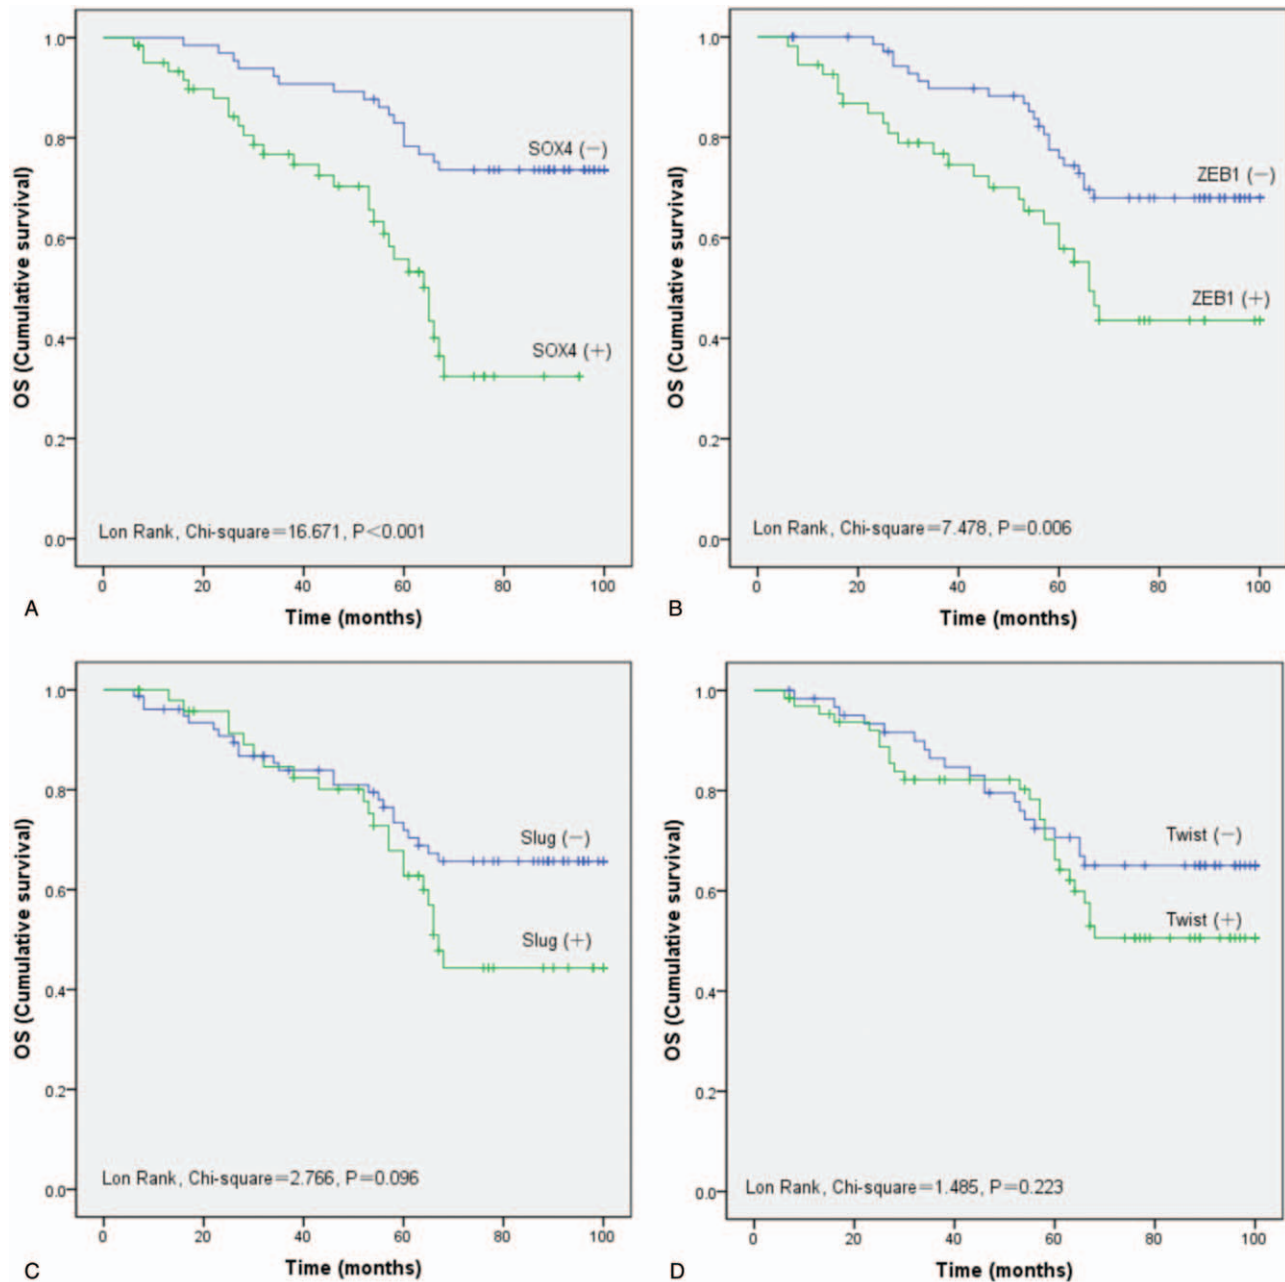 1.0
0.8
0.6
0.4
0.2
0.0
OS (Cumulative survival)
SOX4 (−)
SOX4 (+)
Lon Rank, Chi-square=16.671, P<0.001
0 20 40 60 80 100
Time (months)
A
1.0
0.8
0.6
0.4
0.2
0.0
OS (Cumulative survival)
ZEB1 (−)
ZEB1 (+)
Lon Rank, Chi-square=7.478, P=0.006
0 20 40 60 80 100
Time (months)
B
1.0
0.8
0.6
0.4
0.2
0.0
OS (Cumulative survival)
Slug (−)
Slug (+)
Lon Rank, Chi-square=2.766, P=0.096
0 20 40 60 80 100
Time (months)
C
1.0
0.8
0.6
0.4
0.2
0.0
OS (Cumulative survival)
Twist (−)
Twist (+)
Lon Rank, Chi-square=1.485, P=0.223
0 20 40 60 80 100
Time (months)
D